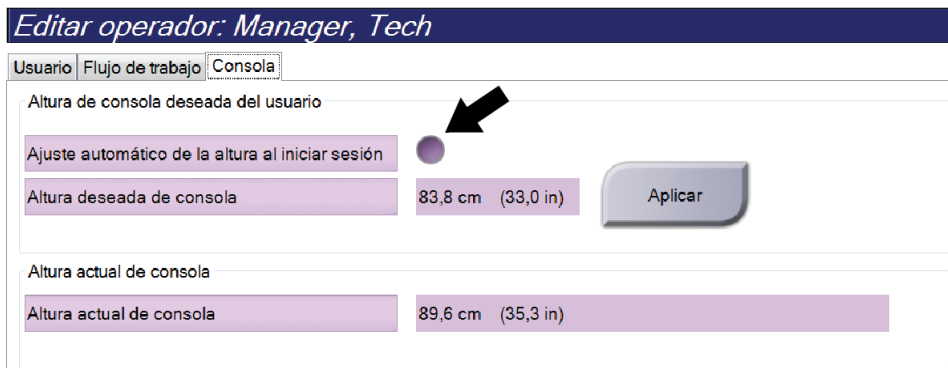 Editar operador: Manager, Tech
Usuario Flujo de trabajo Consola
Altura de consola deseada del usuario
Ajuste automático de la altura al iniciar sesión
Altura deseada de consola 83,8 cm (33,0 in) Aplicar
Altura actual de consola
Altura actual de consola 89,6 cm (35,3 in)